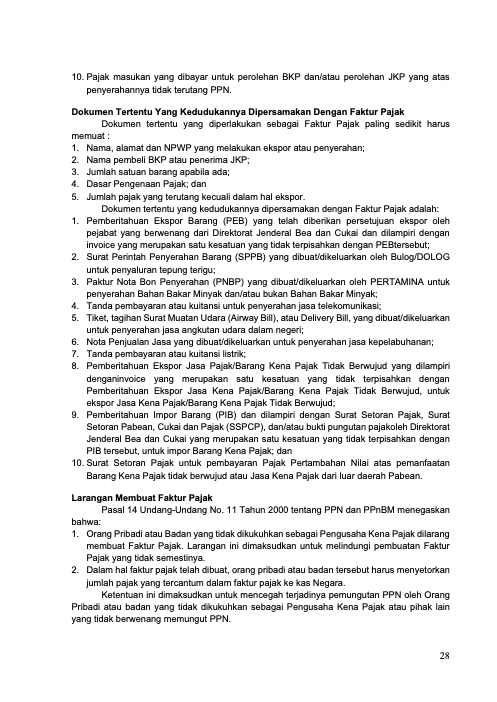 10. Pajak masukan yang dibayar untuk perolehan BKP dan/atau perolehan JKP yang atas
penyerahannya tidak terutang PPN.
Dokumen Tertentu Yang Kedudukannya Dipersamakan Dengan Faktur Pajak
Dokumen tertentu yang diperlakukan sebagai Faktur Pajak paling sedikit harus
memuat :
1. Nama, alamat dan NPWP yang melakukan ekspor atau penyerahan;
2. Nama pembeli BKP atau penerima JKP;
3. Jumlah satuan barang apabila ada;
4. Dasar Pengenaan Pajak; dan
5. Jumlah pajak yang terutang kecuali dalam hal ekspor.
Dokumen tertentu yang kedudukannya dipersamakan dengan Faktur Pajak adalah:
1. Pemberitahuan Ekspor Barang (PEB) yang telah diberikan persetujuan ekspor oleh
pejabat yang berwenang dari Direktorat Jenderal Bea dan Cukai dan dilampiri dengan
invoice yang merupakan satu kesatuan yang tidak terpisahkan dengan PEBtersebut;
2. Surat Perintah Penyerahan Barang (SPPB) yang dibuat/dikeluarkan oleh Bulog/DOLOG
untuk penyaluran tepung terigu;
3. Paktur Nota Bon Penyerahan (PNBP) yang dibuat/dikeluarkan oleh PERTAMINA untuk
penyerahan Bahan Bakar Minyak dan/atau bukan Bahan Bakar Minyak;
4. Tanda pembayaran atau kuitansi untuk penyerahan jasa telekomunikasi;
5. Tiket, tagihan Surat Muatan Udara (Airway Bill), atau Delivery Bill, yang dibuat/dikeluarkan
untuk penyerahan jasa angkutan udara dalam negeri;
6. Nota Penjualan Jasa yang dibuat/dikeluarkan untuk penyerahan jasa kepelabuhanan;
7. Tanda pembayaran atau kuitansi listrik;
8. Pemberitahuan Ekspor Jasa Pajak/Barang Kena Pajak Tidak Berwujud yang dilampiri
denganinvoice yang merupakan satu kesatuan yang tidak terpisahkan dengan
Pemberitahuan Ekspor Jasa Kena Pajak/Barang Kena Pajak Tidak Berwujud, untuk
ekspor Jasa Kena Pajak/Barang Kena Pajak Tidak Berwujud;
9. Pemberitahuan Impor Barang (PIB) dan dilampiri dengan Surat Setoran Pajak, Surat
Setoran Pabean, Cukai dan Pajak (SSPCP), dan/atau bukti pungutan pajakoleh Direktorat
Jenderal Bea dan Cukai yang merupakan satu kesatuan yang tidak terpisahkan dengan
PIB tersebut, untuk impor Barang Kena Pajak; dan
10. Surat Setoran Pajak untuk pembayaran Pajak Pertambahan Nilai atas pemanfaatan
Barang Kena Pajak tidak berwujud atau Jasa Kena Pajak dari luar daerah Pabean.
Larangan Membuat Faktur Pajak
Pasal 14 Undang-Undang No. 11 Tahun 2000 tentang PPN dan PPnBM menegaskan
bahwa:
1. Orang Pribadi atau Badan yang tidak dikukuhkan sebagai Pengusaha Kena Pajak dilarang
membuat Faktur Pajak. Larangan ini dimaksudkan untuk melindungi pembuatan Faktur
Pajak yang tidak semestinya.
2. Dalam hal faktur pajak telah dibuat, orang pribadi atau badan tersebut harus menyetorkan
jumlah pajak yang tercantum dalam faktur pajak ke kas Negara.
Ketentuan ini dimaksudkan untuk mencegah terjadinya pemungutan PPN oleh Orang
Pribadi atau badan yang tidak dikukuhkan sebagai Pengusaha Kena Pajak atau pihak lain
yang tidak berwenang memungut PPN.
28